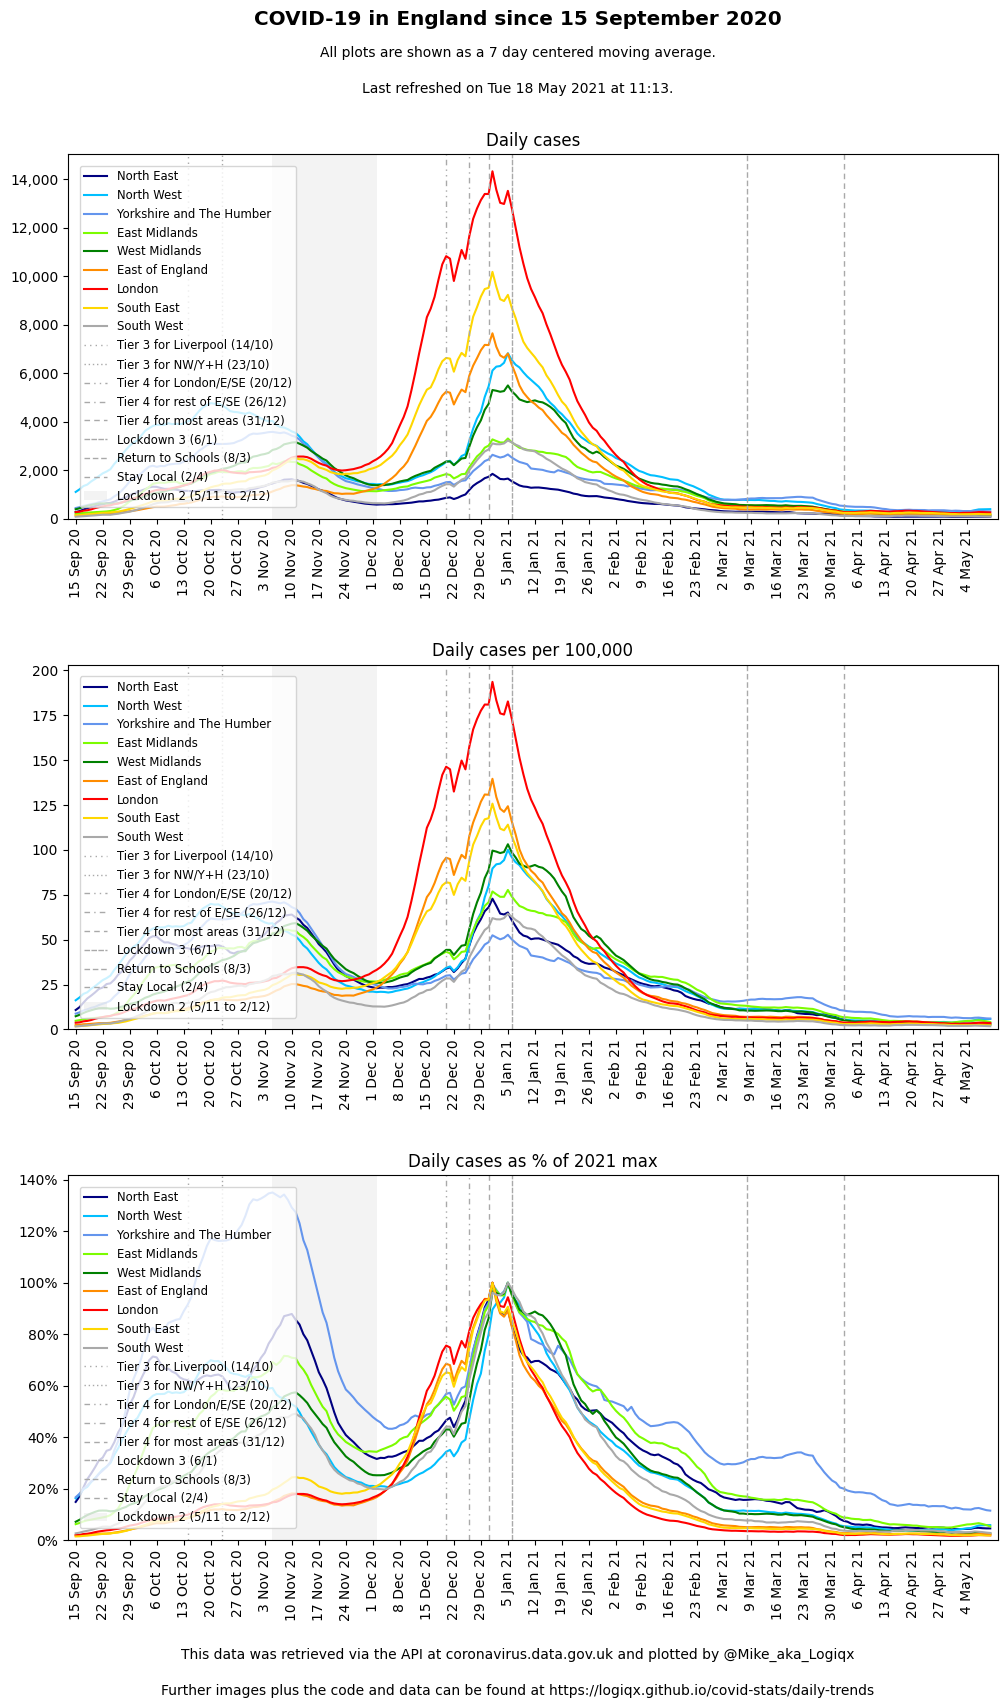 COVID-19 in England since 15 September 2020
All plots are shown as a 7 day centered moving average.
Last refreshed on Tue 18 May 2021 at 11:13.
Daily cases
14,000
12,000
10,000
8,000
6,000
4,000
2,000
0
North East
North West
Yorkshire and The Humber
East Midlands
West Midlands
East of England
London
South East
South West
Tier 3 for Liverpool (14/10)
Tier 3 for NW/Y+H (23/10)
Tier 4 for London/E/SE (20/12)
Tier 4 for rest of E/SE (26/12)
Tier 4 for most areas (31/12)
Lockdown 3 (6/1)
Return to Schools (8/3)
Stay Local (2/4)
Lockdown 2 (5/11 to 2/12)
15 Sep 20
22 Sep 20
29 Sep 20
6 Oct 20
13 Oct 20
20 Oct 20
27 Oct 20
3 Nov 20
10 Nov 20
17 Nov 20
24 Nov 20
1 Dec 20
8 Dec 20
15 Dec 20
22 Dec 20
29 Dec 20
5 Jan 21
12 Jan 21
19 Jan 21
26 Jan 21
2 Feb 21
9 Feb 21
16 Feb 21
23 Feb 21
2 Mar 21
9 Mar 21
16 Mar 21
23 Mar 21
30 Mar 21
6 Apr 21
13 Apr 21
20 Apr 21
27 Apr 21
4 May 21
Daily cases per 100,000
200
175
150
125
100
75
50
25
0
North East
North West
Yorkshire and The Humber
East Midlands
West Midlands
East of England
London
South East
South West
Tier 3 for Liverpool (14/10)
Tier 3 for NW/Y+H (23/10)
Tier 4 for London/E/SE (20/12)
Tier 4 for rest of E/SE (26/12)
Tier 4 for most areas (31/12)
Lockdown 3 (6/1)
Return to Schools (8/3)
Stay Local (2/4)
Lockdown 2 (5/11 to 2/12)
15 Sep 20
22 Sep 20
29 Sep 20
6 Oct 20
13 Oct 20
20 Oct 20
27 Oct 20
3 Nov 20
10 Nov 20
17 Nov 20
24 Nov 20
1 Dec 20
8 Dec 20
15 Dec 20
22 Dec 20
29 Dec 20
5 Jan 21
12 Jan 21
19 Jan 21
26 Jan 21
2 Feb 21
9 Feb 21
16 Feb 21
23 Feb 21
2 Mar 21
9 Mar 21
16 Mar 21
23 Mar 21
30 Mar 21
6 Apr 21
13 Apr 21
20 Apr 21
27 Apr 21
4 May 21
Daily cases as % of 2021 max
140%
120%
100%
80%
60%
40%
20%
0%
North East
North West
Yorkshire and The Humber
East Midlands
West Midlands
East of England
London
South East
South West
Tier 3 for Liverpool (14/10)
Tier 3 for NW/Y+H (23/10)
Tier 4 for London/E/SE (20/12)
Tier 4 for rest of E/SE (26/12)
Tier 4 for most areas (31/12)
Lockdown 3 (6/1)
Return to Schools (8/3)
Stay Local (2/4)
Lockdown 2 (5/11 to 2/12)
15 Sep 20
22 Sep 20
29 Sep 20
6 Oct 20
13 Oct 20
20 Oct 20
27 Oct 20
3 Nov 20
10 Nov 20
17 Nov 20
24 Nov 20
1 Dec 20
8 Dec 20
15 Dec 20
22 Dec 20
29 Dec 20
5 Jan 21
12 Jan 21
19 Jan 21
26 Jan 21
2 Feb 21
9 Feb 21
16 Feb 21
23 Feb 21
2 Mar 21
9 Mar 21
16 Mar 21
23 Mar 21
30 Mar 21
6 Apr 21
13 Apr 21
20 Apr 21
27 Apr 21
4 May 21
This data was retrieved via the API at coronavirus.data.gov.uk and plotted by @Mike_aka_Logiqx
Further images plus the code and data can be found at https://logiqx.github.io/covid-stats/daily-trends